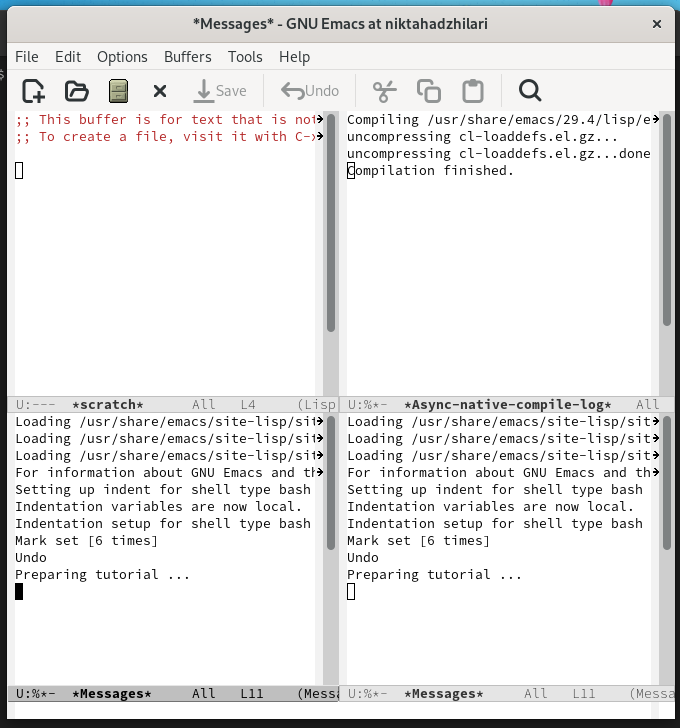 *Messages* - GNU Emacs at niktahadzhilari
File Edit Options Buffers Tools Help
Save Undo
;; This buffer is for text that is not
;; To create a file, visit it with C-x
U:--- *scratch* All L4 (Lisp
Compiling /usr/share/emacs/29.4/lisp/e
uncompressing cl-loaddefs.el.gz...
uncompressing cl-loaddefs.el.gz...done
Compilation finished.
U:%*- *Async-native-compile-log* All
Loading /usr/share/emacs/site-lisp/sit
Loading /usr/share/emacs/site-lisp/sit
Loading /usr/share/emacs/site-lisp/sit
For information about GNU Emacs and th
Setting up indent for shell type bash
Indentation variables are now local.
Indentation setup for shell type bash
Mark set [6 times]
Undo
Preparing tutorial ...
U:%*- *Messages* All L11 (Messa
Loading /usr/share/emacs/site-lisp/sit
Loading /usr/share/emacs/site-lisp/sit
Loading /usr/share/emacs/site-lisp/sit
For information about GNU Emacs and th
Setting up indent for shell type bash
Indentation variables are now local.
Indentation setup for shell type bash
Mark set [6 times]
Undo
Preparing tutorial ...
U:%*- *Messages* All L11 (Messa